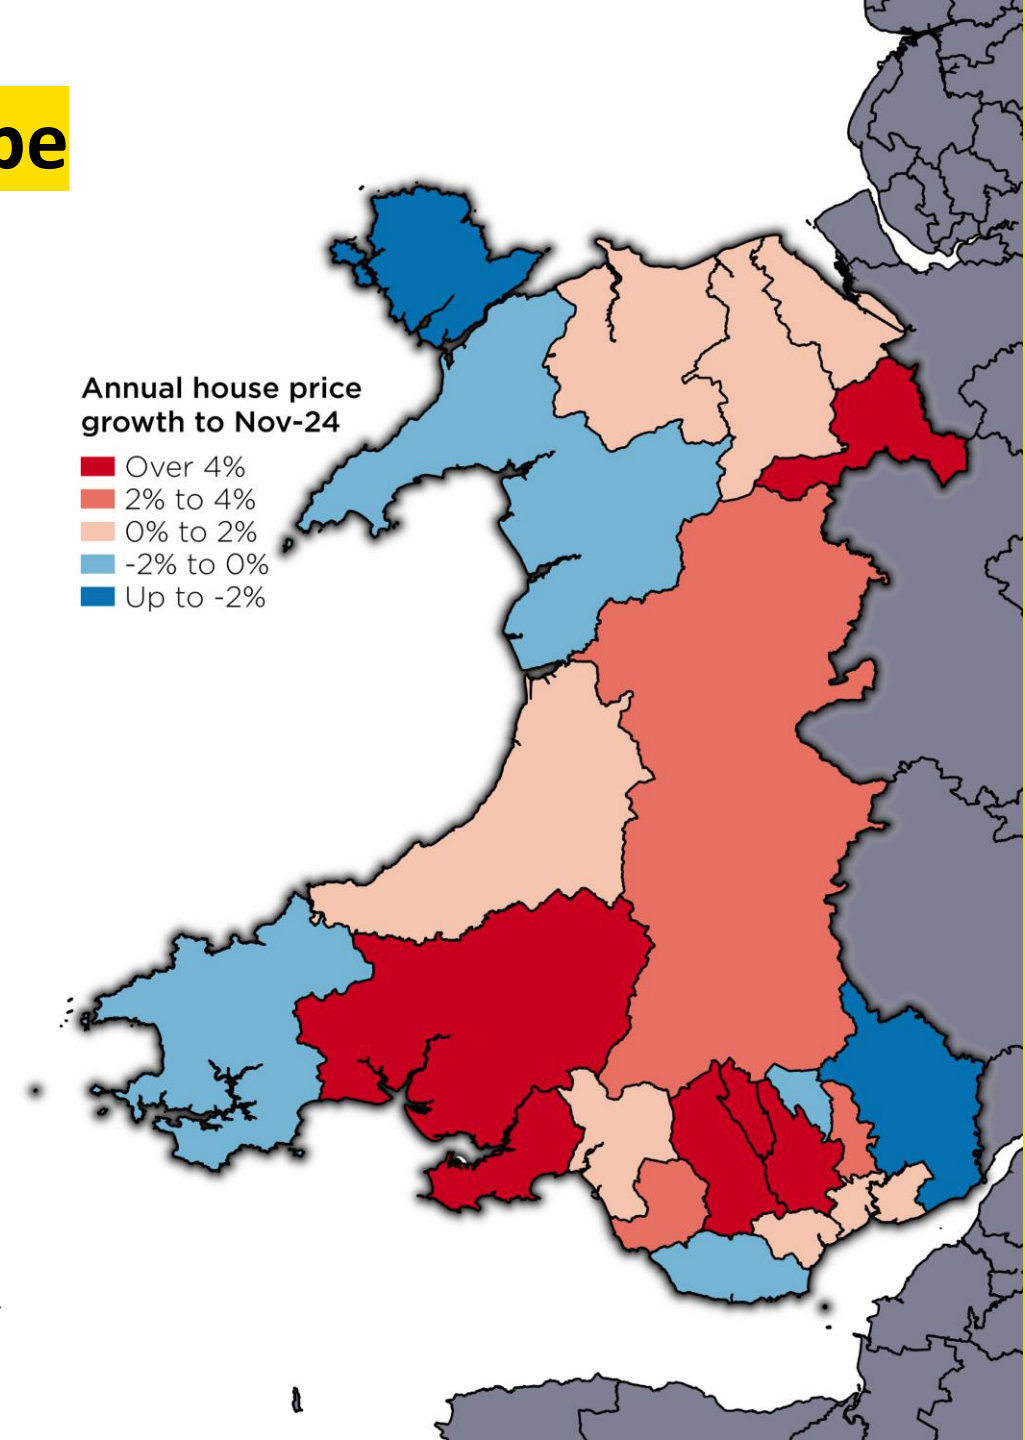 pe
Annual house price
growth to Nov-24
Over 4%
2% to 4%
0% to 2%
-2% to 0%
Up to -2%